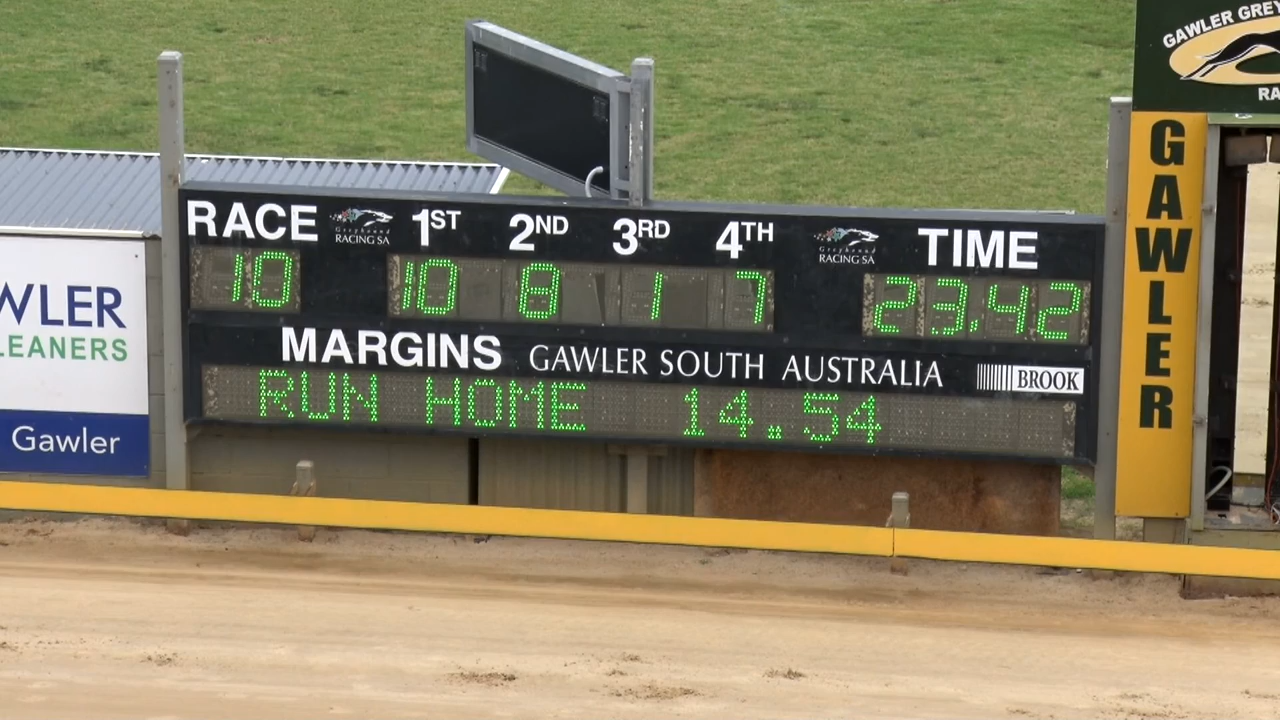 GAWLER GREY
RA
RACE Greyhound RACING SA 1ST 2ND 3RD 4TH Greyhound RACING SA TIME
10 10 8 1 7 23.42
MARGINS GAWLER SOUTH AUSTRALIA BROOK
RUN HOME 14.54
WLER
LEANERS
Gawler
GAWLER